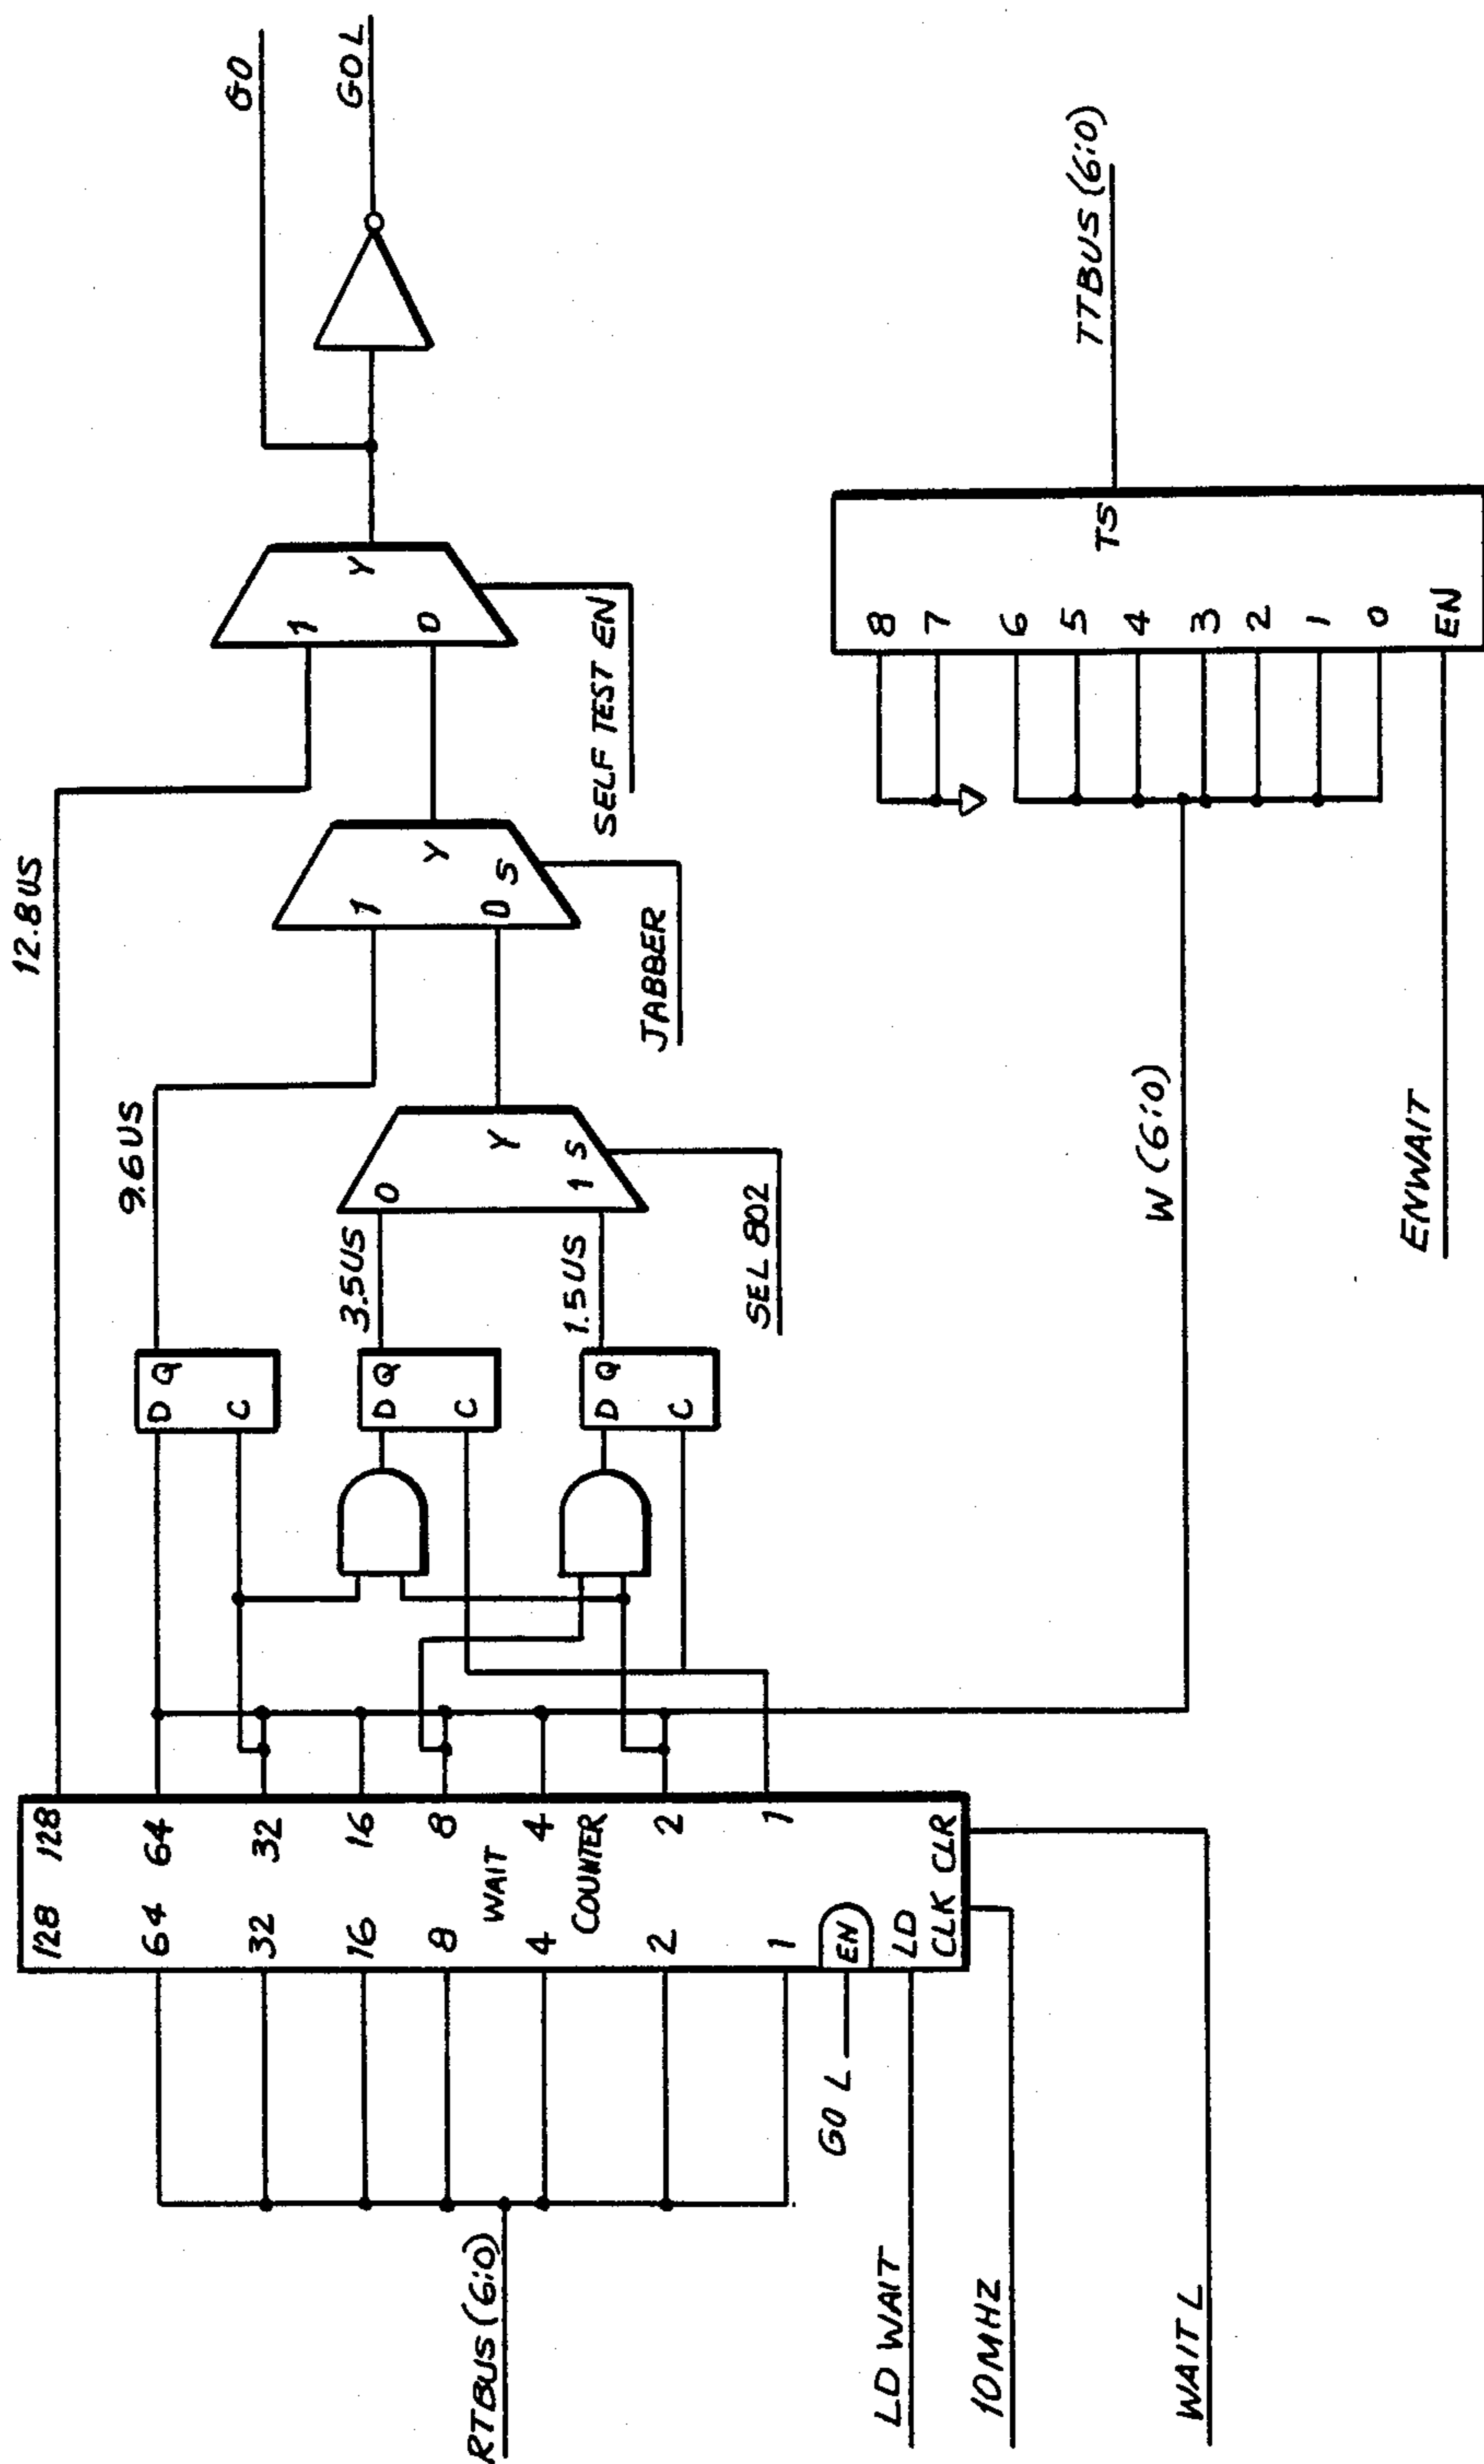 RTBUS (6:0)
LD WAIT
10MHZ
WAIT L
GO L
128 128
64 64
32 32
16 16
8 8
WAIT
COUNTER
4 4
2 2
1 1
EN
LD
CLK CLR
D Q
C
D Q
C
D Q
C
12.8US
9.6US
3.5US
1.5US
0
Y
1 S
SEL 802
1
Y
0 S
JABBER
1
Y
0
SELF TEST EN
GO
GO L
W (6:0)
ENWAIT
8
7
6
5
4
3
2
1
0
EN
TS
TTBUS (6:0)